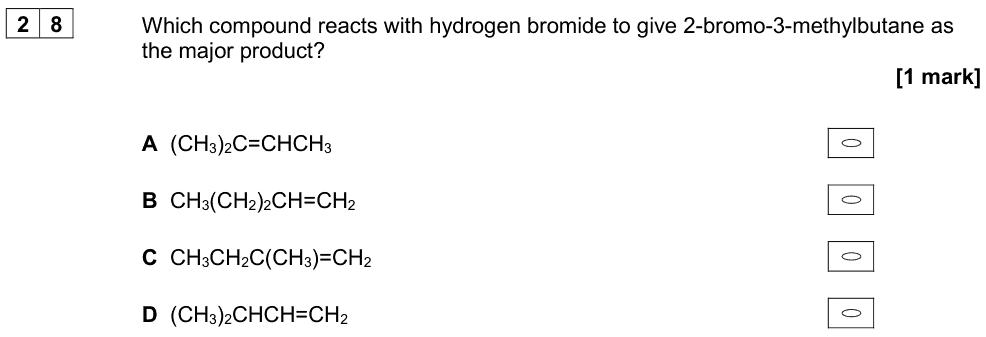 2 8 Which compound reacts with hydrogen bromide to give 2-bromo-3-methylbutane as
the major product?
[1 mark]
A (CH₃)₂C=CHCH₃
B CH₃(CH₂)₂CH=CH₂
C CH₃CH₂C(CH₃)=CH₂
D (CH₃)₂CHCH=CH₂